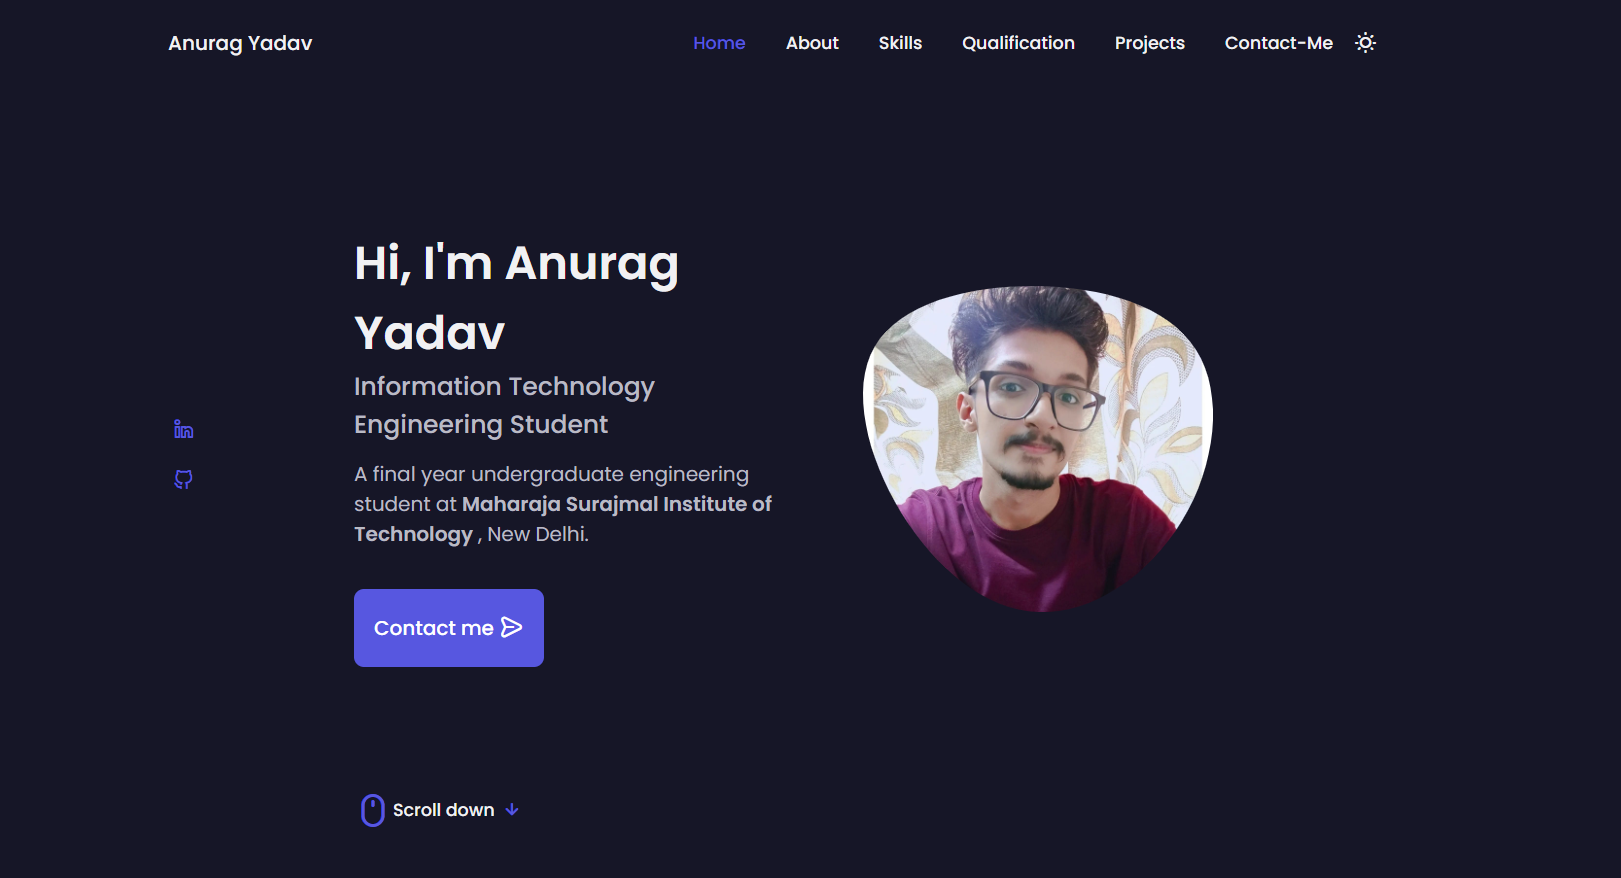 Anurag Yadav
Home About Skills Qualification Projects Contact-Me
Hi, I'm Anurag
Yadav
Information Technology
Engineering Student
A final year undergraduate engineering
student at Maharaja Surajmal Institute of
Technology , New Delhi.
Contact me
Scroll down